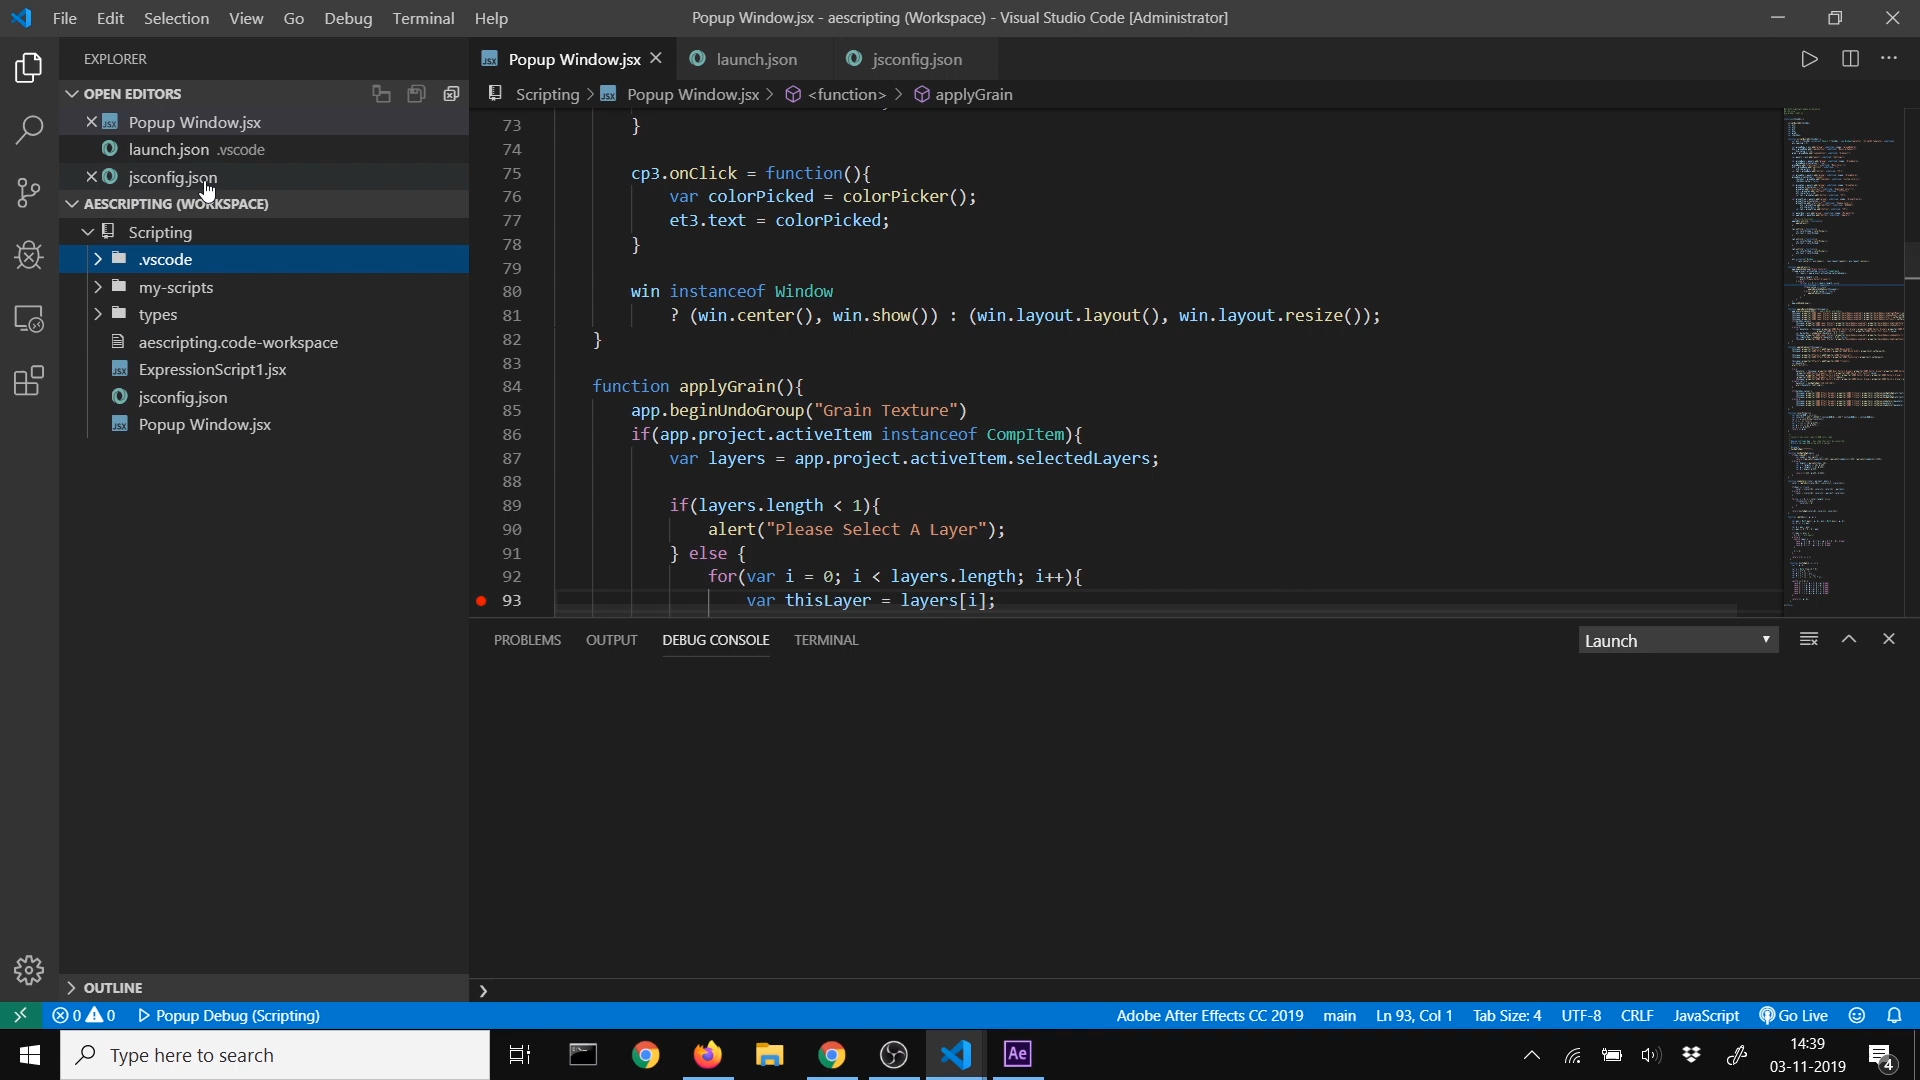 File Edit Selection View Go Debug Terminal Help
Popup Window.jsx - aescripting (Workspace) - Visual Studio Code [Administrator]
EXPLORER
OPEN EDITORS
Popup Window.jsx
launch.json .vscode
jsconfig.json
AESCRIPTING (WORKSPACE)
Scripting
.vscode
my-scripts
types
aescripting.code-workspace
JSX ExpressionScript1.jsx
jsconfig.json
JSX Popup Window.jsx
OUTLINE
JSX Popup Window.jsx launch.json jsconfig.json
Scripting > JSX Popup Window.jsx > <function> > applyGrain
73 }
74
75 cp3.onClick = function(){
76 var colorPicked = colorPicker();
77 et3.text = colorPicked;
78 }
79
80 win instanceof Window
81 ? (win.center(), win.show()) : (win.layout.layout(), win.layout.resize());
82 }
83
84 function applyGrain(){
85 app.beginUndoGroup("Grain Texture")
86 if(app.project.activeItem instanceof CompItem){
87 var layers = app.project.activeItem.selectedLayers;
88
89 if(layers.length < 1){
90 alert("Please Select A Layer");
91 } else {
92 for(var i = 0; i < layers.length; i++){
93 var thisLayer = layers[i];
PROBLEMS OUTPUT DEBUG CONSOLE TERMINAL
Launch
0 0 Popup Debug (Scripting)
Adobe After Effects CC 2019 main Ln 93, Col 1 Tab Size: 4 UTF-8 CRLF JavaScript Go Live
Type here to search
Ae
14:39
03-11-2019
4